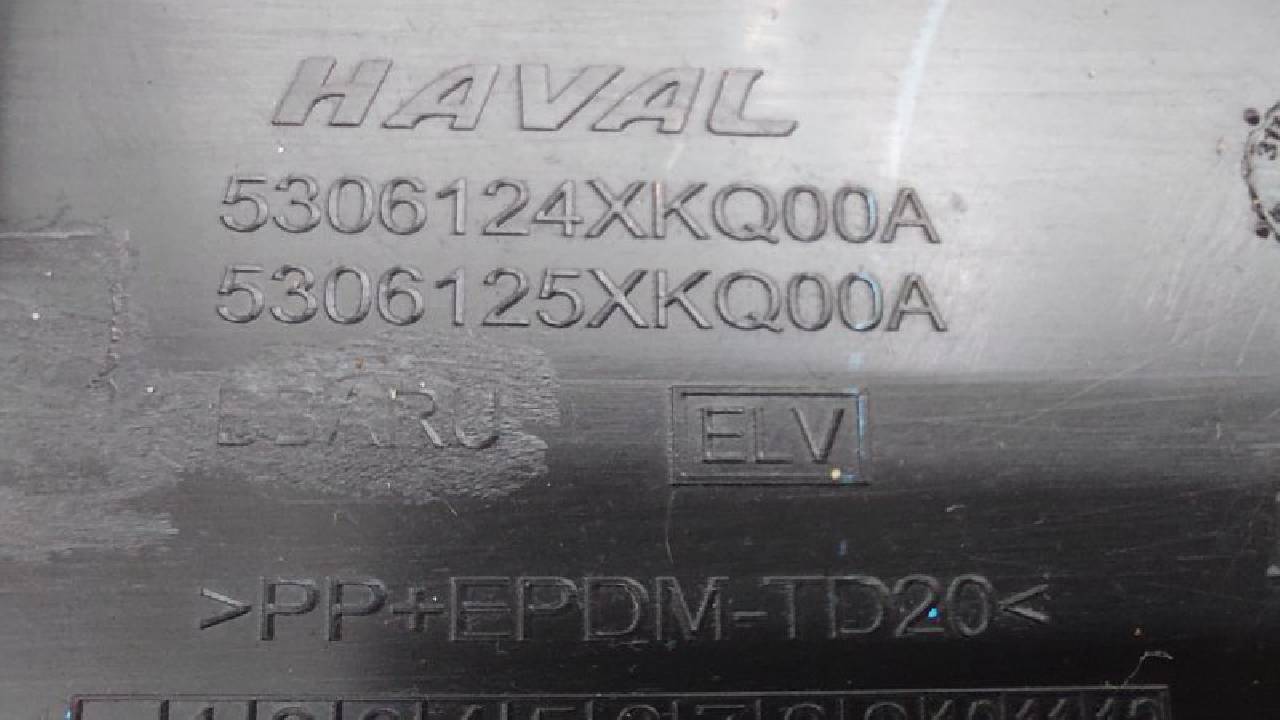 HAVAL
5306124XKQ00A
5306125XKQ00A
ELV
>PP+EPDM-TD20<